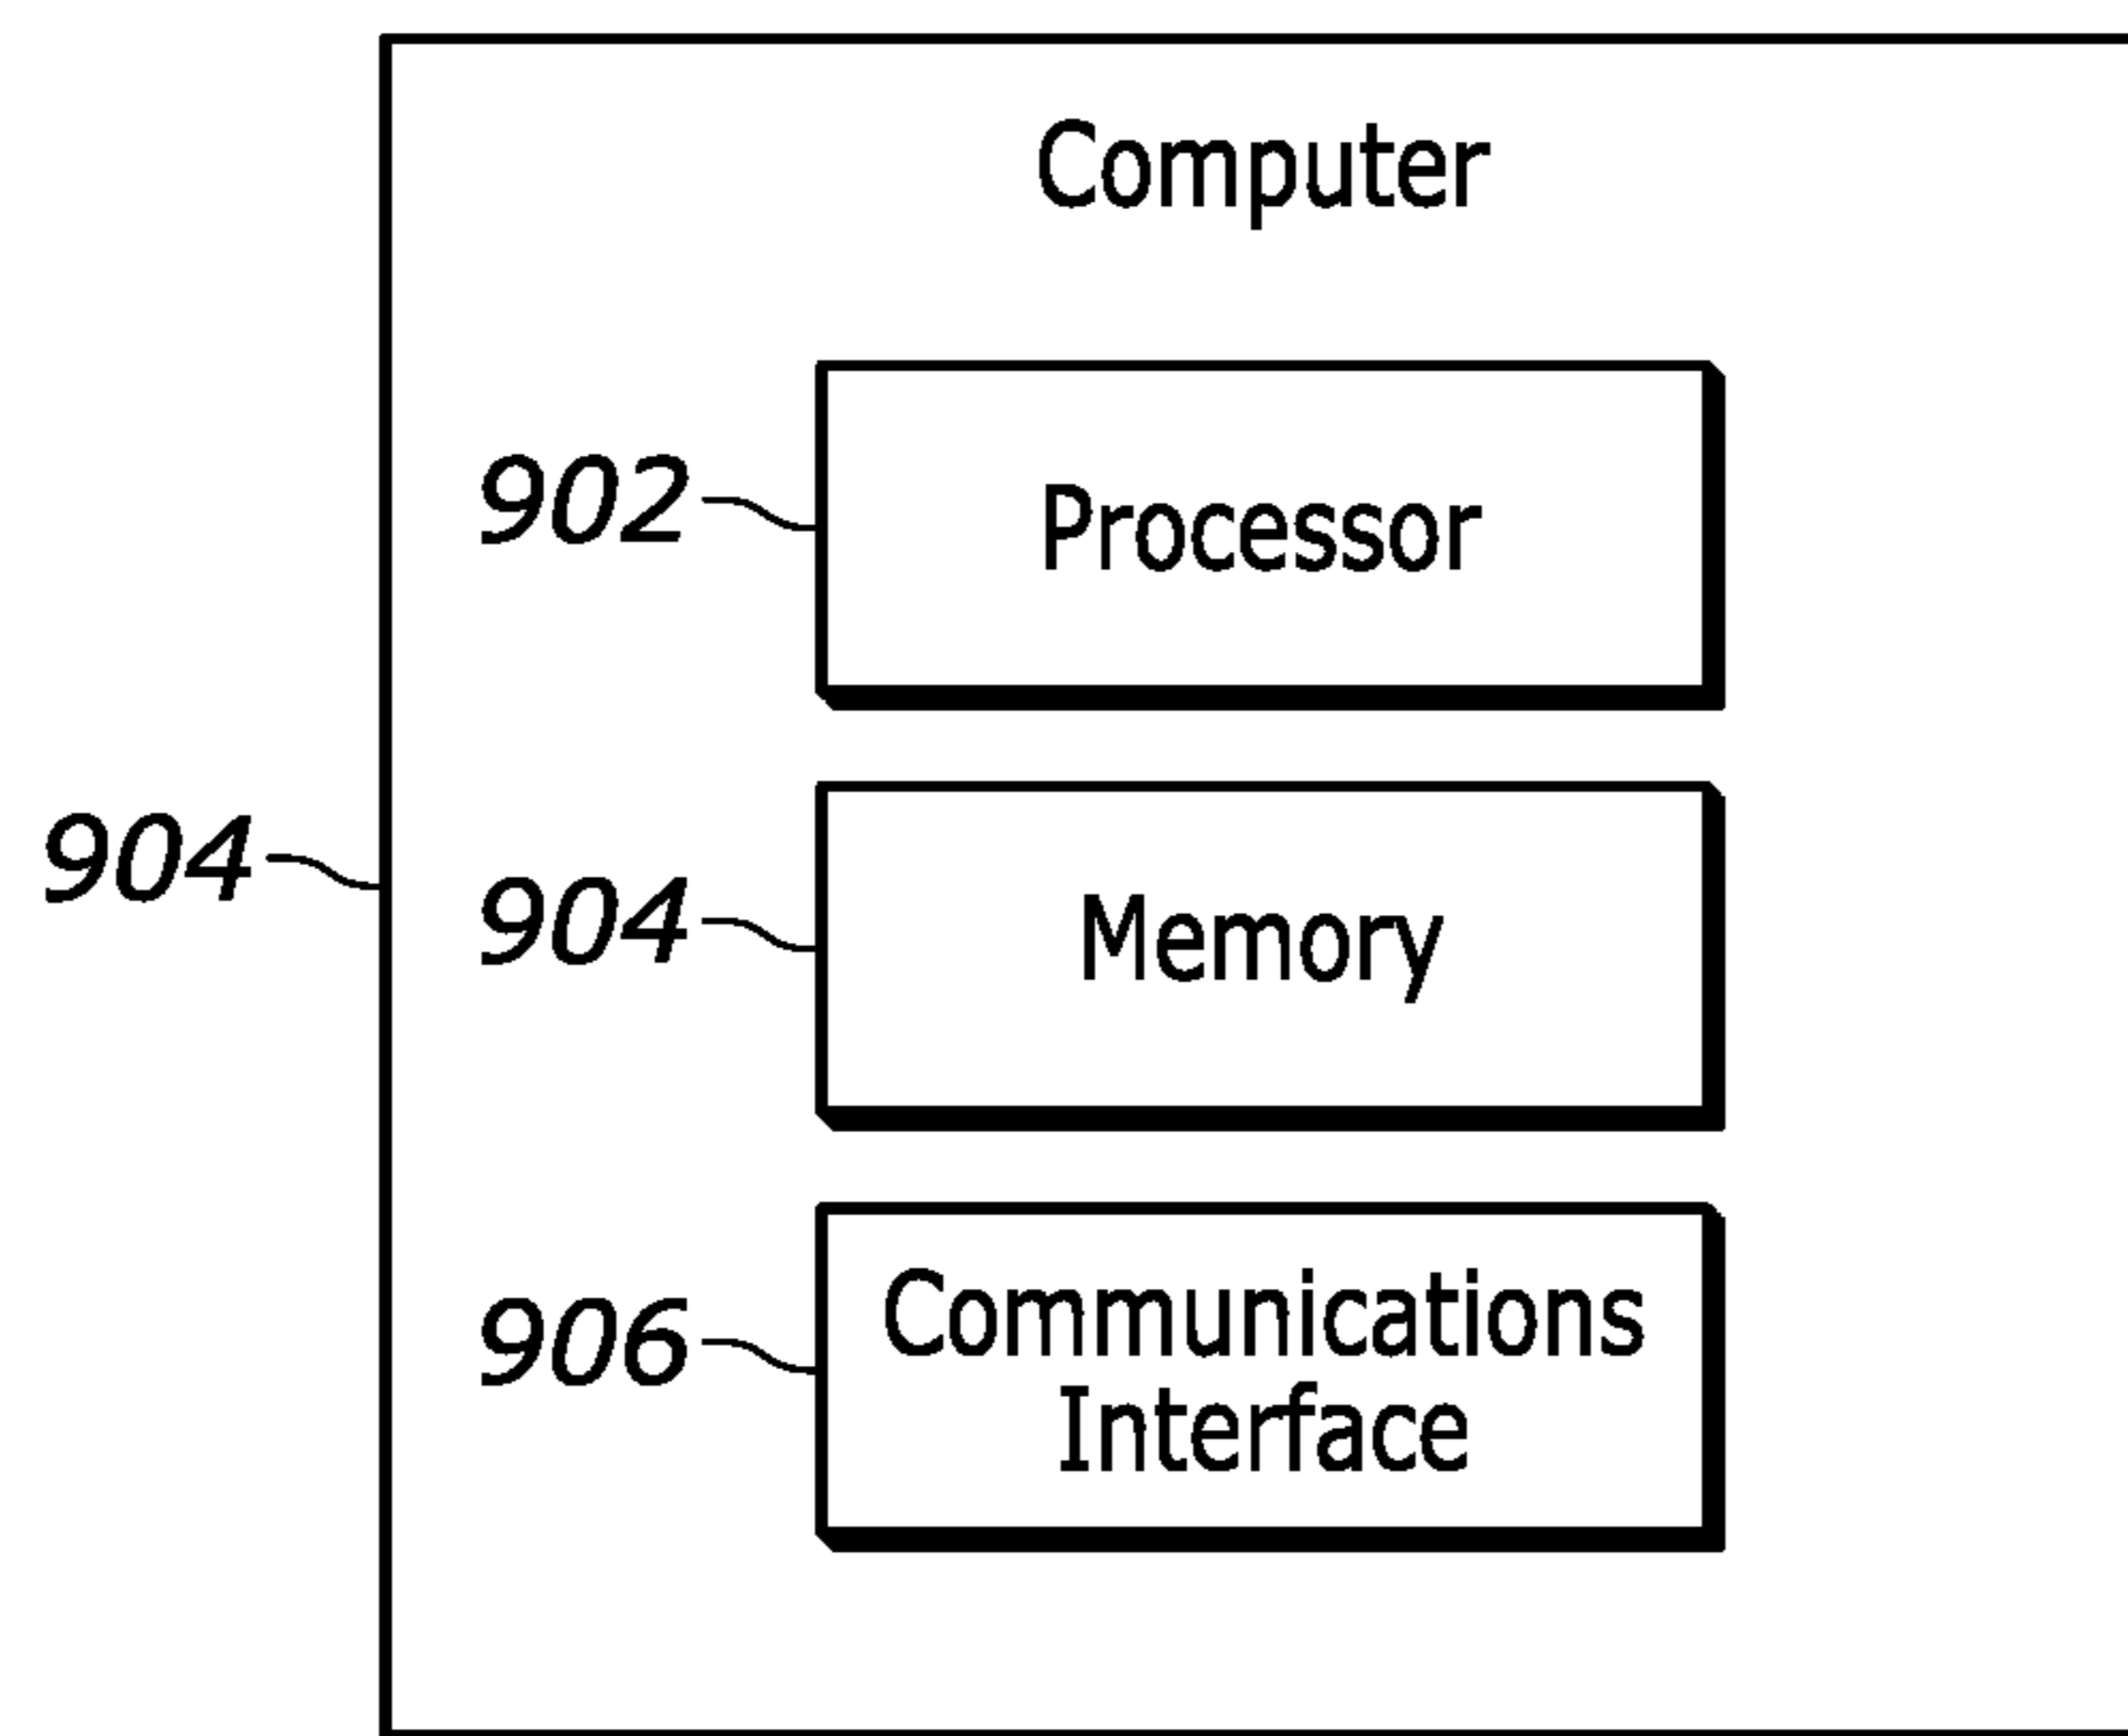 Computer
902
Processor
904
904
Memory
906
Communications
Interface